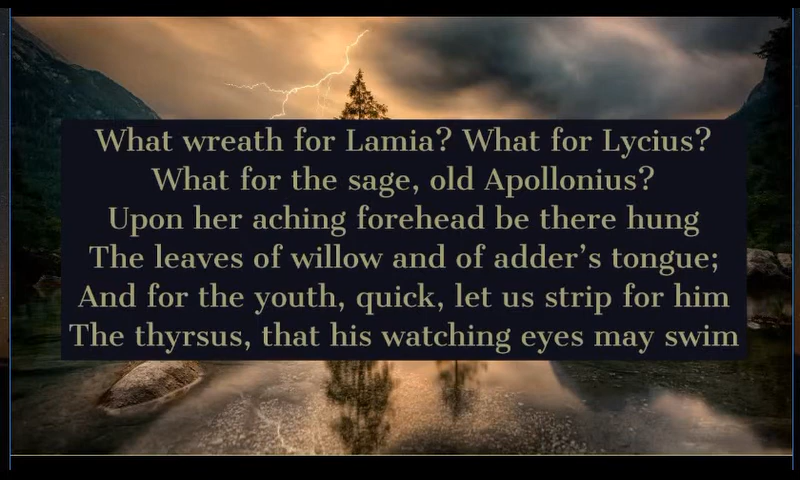 What wreath for Lamia? What for Lycius?
What for the sage, old Apollonius?
Upon her aching forehead be there hung
The leaves of willow and of adder’s tongue;
And for the youth, quick, let us strip for him
The thyrsus, that his watching eyes may swim